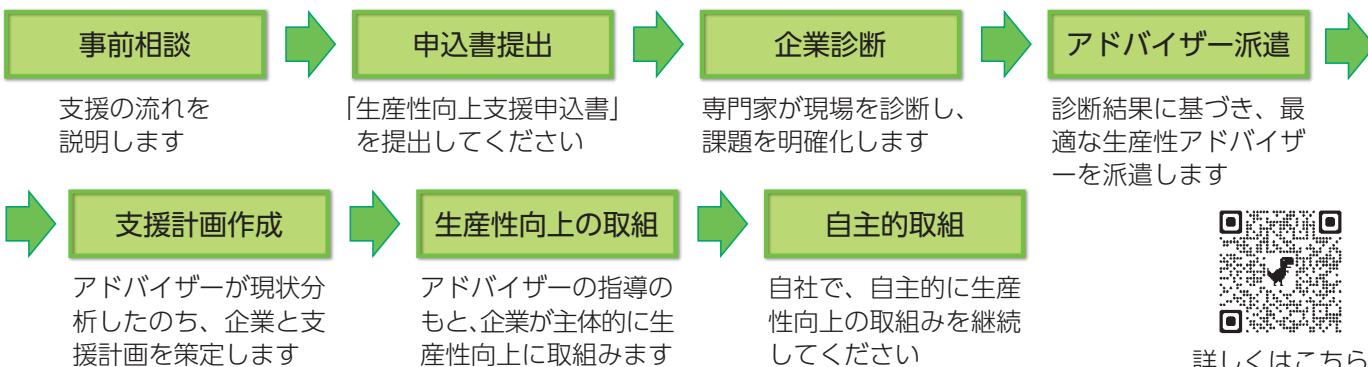 事前相談
支援の流れを
説明します
申込書提出
「生産性向上支援申込書」
を提出してください
企業診断
専門家が現場を診断し、
課題を明確化します
アドバイザー派遣
診断結果に基づき、最
適な生産性アドバイザ
ーを派遣します
支援計画作成
アドバイザーが現状分
析したのち、企業と支
援計画を策定します
生産性向上の取組
アドバイザーの指導の
もと、企業が主体的に生
産性向上に取組みます
自主的取組
自社で、自主的に生産
性向上の取組みを継続
してください
詳しくはこちら